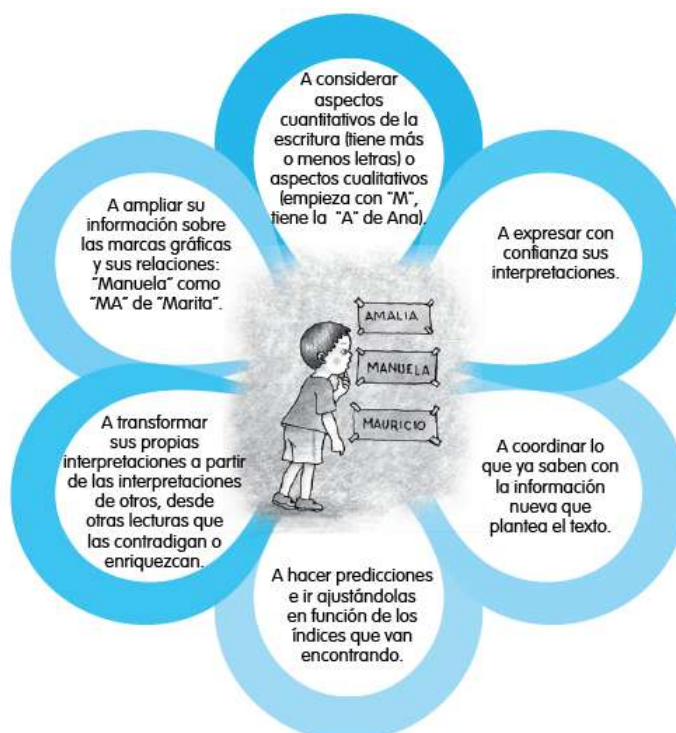 A considerar
aspectos
cuantitativos de la
escritura (tiene más
o menos letras) o
aspectos cualitativos
(empieza con "M",
tiene la "A" de Ana).
A expresar con
confianza sus
interpretaciones.
A coordinar lo
que ya saben con
la información
nueva que
plantea el texto.
A hacer predicciones
e ir ajustándolas
en función de los
índices que van
encontrando.
A transformar
sus propias
interpretaciones a partir
de las interpretaciones
de otros, desde
otras lecturas que
las contradigan o
enriquezcan.
A ampliar su
información sobre
las marcas gráficas
y sus relaciones:
"Manuela" como
"MA" de "Marita".
AMALIA
MANUELA
MAURICIO